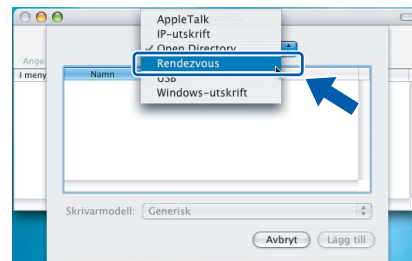 AppleTalk
IP-utskrift
✓ Open Directory
Rendezvous
USB
Windows-utskrift
Ange
I meny
Namn
Skrivarmodell: Generisk
Avbryt Lägg till